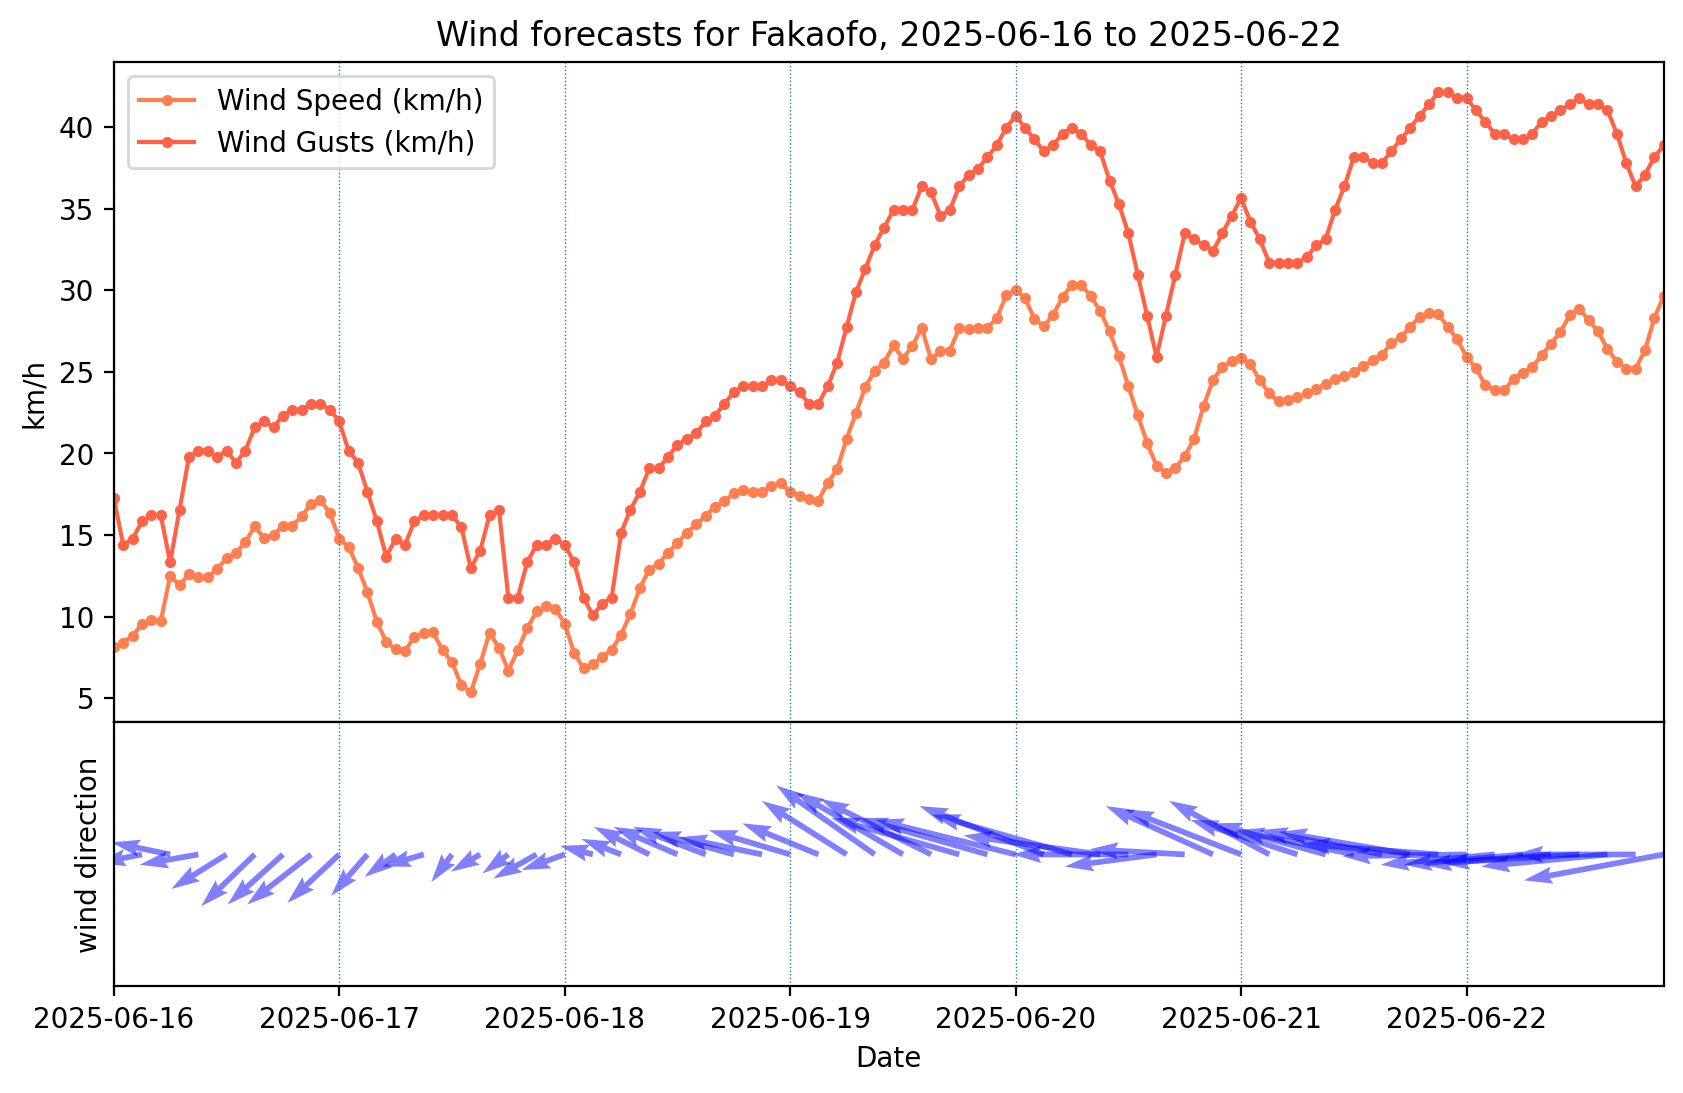 Wind forecasts for Fakaofo, 2025-06-16 to 2025-06-22
Wind Speed (km/h)
Wind Gusts (km/h)
40
35
30
25
20
15
10
5
km/h
wind direction
2025-06-16
2025-06-17
2025-06-18
2025-06-19
2025-06-20
2025-06-21
2025-06-22
Date